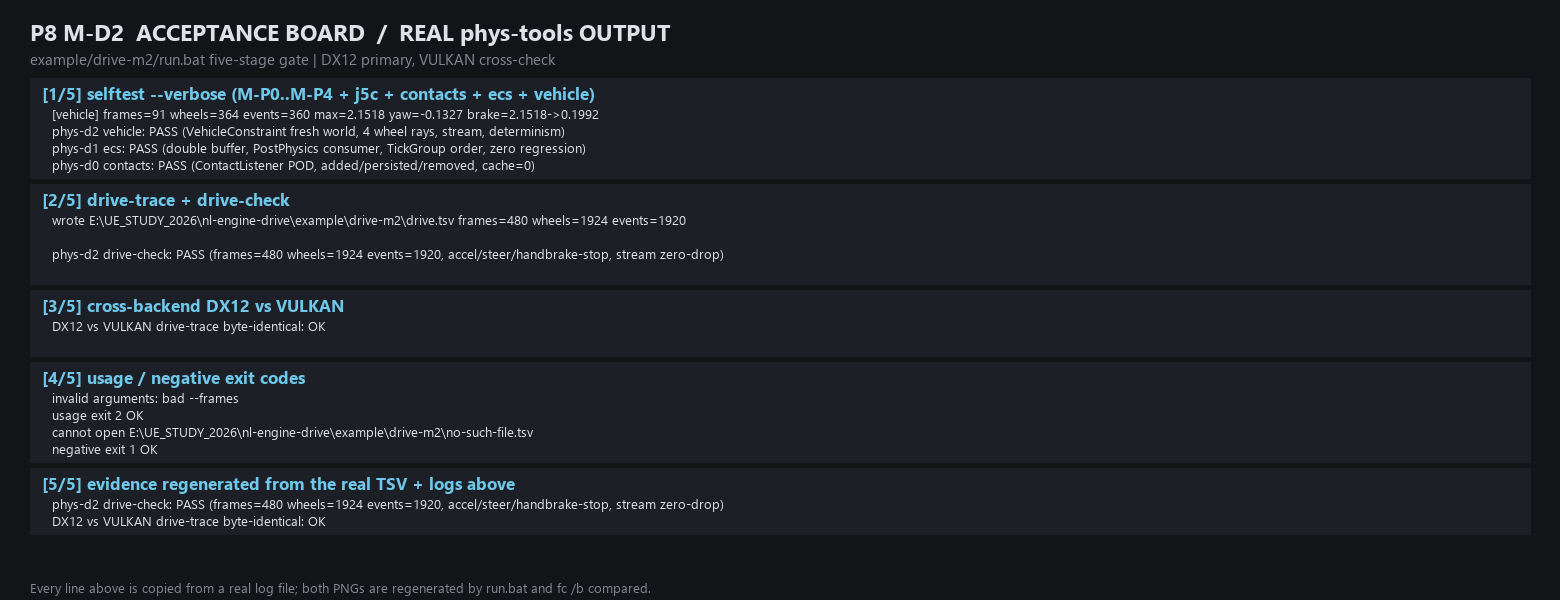 P8 M-D2 ACCEPTANCE BOARD / REAL phys-tools OUTPUT
example/drive-m2/run.bat five-stage gate | DX12 primary, VULKAN cross-check
[1/5] selftest --verbose (M-P0..M-P4 + j5c + contacts + ecs + vehicle)
[vehicle] frames=91 wheels=364 events=360 max=2.1518 yaw=-0.1327 brake=2.1518->0.1992
phys-d2 vehicle: PASS (VehicleConstraint fresh world, 4 wheel rays, stream, determinism)
phys-d1 ecs: PASS (double buffer, PostPhysics consumer, TickGroup order, zero regression)
phys-d0 contacts: PASS (ContactListener POD, added/persisted/removed, cache=0)
[2/5] drive-trace + drive-check
wrote E:\UE_STUDY_2026\nl-engine-drive\example\drive-m2\drive.tsv frames=480 wheels=1924 events=1920
phys-d2 drive-check: PASS (frames=480 wheels=1924 events=1920, accel/steer/handbrake-stop, stream zero-drop)
[3/5] cross-backend DX12 vs VULKAN
DX12 vs VULKAN drive-trace byte-identical: OK
[4/5] usage / negative exit codes
invalid arguments: bad --frames
usage exit 2 OK
cannot open E:\UE_STUDY_2026\nl-engine-drive\example\drive-m2\no-such-file.tsv
negative exit 1 OK
[5/5] evidence regenerated from the real TSV + logs above
phys-d2 drive-check: PASS (frames=480 wheels=1924 events=1920, accel/steer/handbrake-stop, stream zero-drop)
DX12 vs VULKAN drive-trace byte-identical: OK
Every line above is copied from a real log file; both PNGs are regenerated by run.bat and fc /b compared.